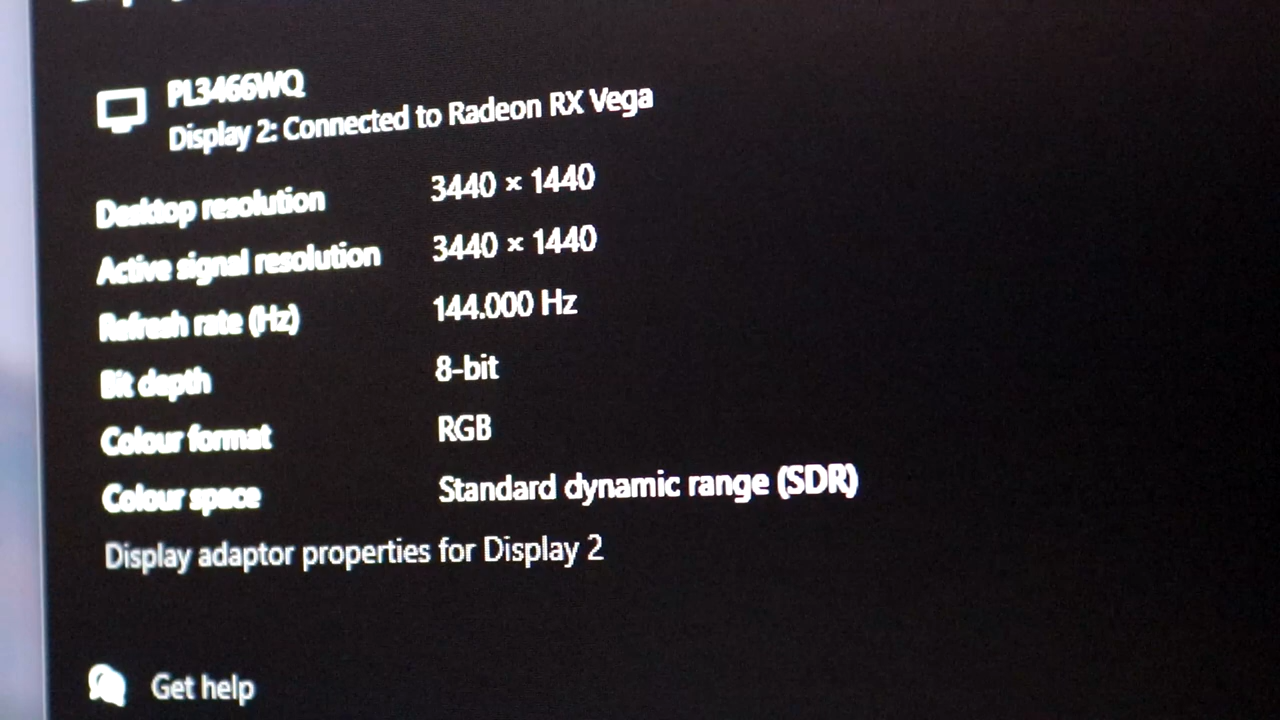 PL3466WQ
Display 2: Connected to Radeon RX Vega
Desktop resolution 3440 × 1440
Active signal resolution 3440 × 1440
Refresh rate (Hz) 144.000 Hz
Bit depth 8-bit
Colour format RGB
Colour space Standard dynamic range (SDR)
Display adaptor properties for Display 2
Get help